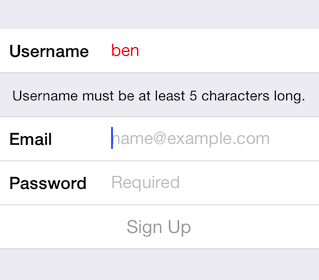 Username ben
Username must be at least 5 characters long.
Email name@example.com
Password Required
Sign Up